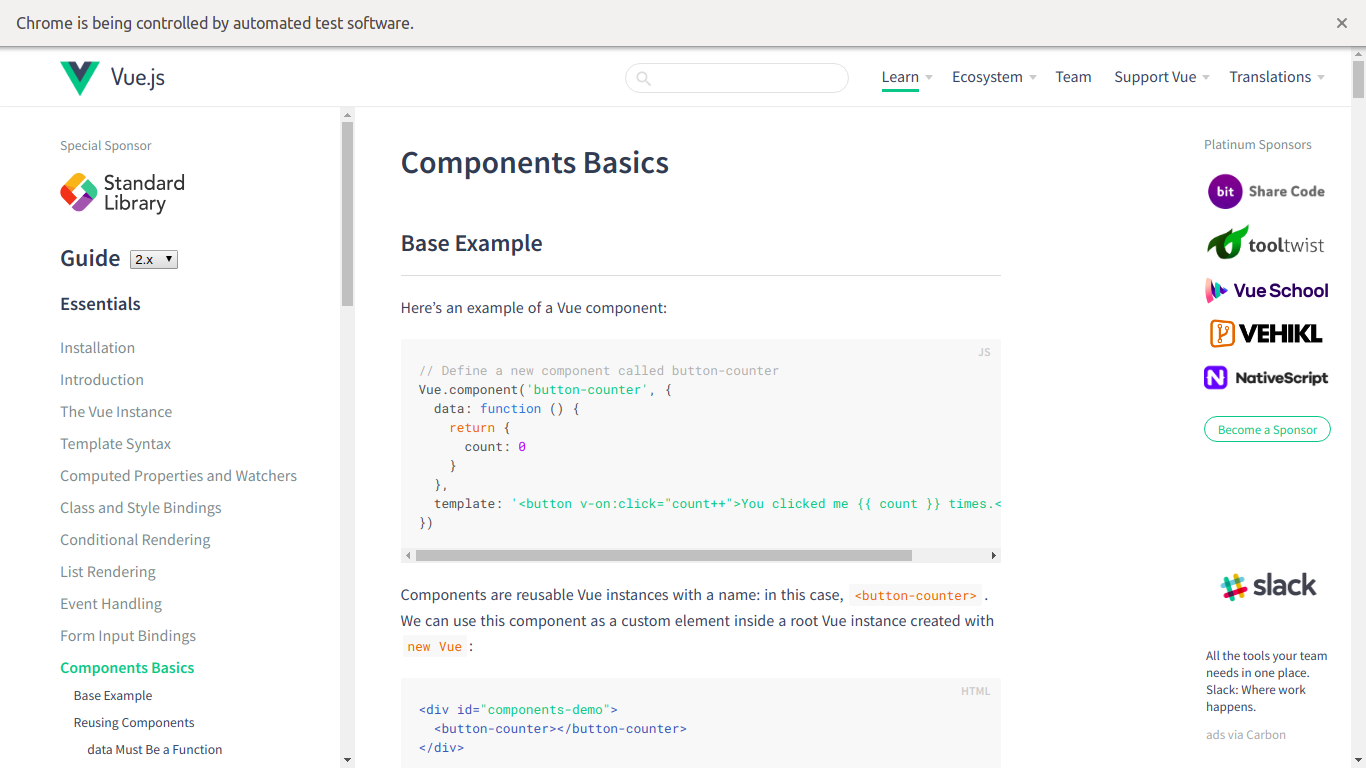 Chrome is being controlled by automated test software.
Vue.js
Learn
Ecosystem
Team
Support Vue
Translations
Special Sponsor
Standard
Library
Guide
2.x
Essentials
Installation
Introduction
The Vue Instance
Template Syntax
Computed Properties and Watchers
Class and Style Bindings
Conditional Rendering
List Rendering
Event Handling
Form Input Bindings
Components Basics
Base Example
Reusing Components
data Must Be a Function
Components Basics
Base Example
Here’s an example of a Vue component:
JS
// Define a new component called button-counter
Vue.component('button-counter', {
  data: function () {
    return {
      count: 0
    }
  },
  template: '<button v-on:click="count++">You clicked me {{ count }} times.<
})
Components are reusable Vue instances with a name: in this case, <button-counter> .
We can use this component as a custom element inside a root Vue instance created with
new Vue :
HTML
<div id="components-demo">
  <button-counter></button-counter>
</div>
Platinum Sponsors
bit Share Code
tooltwist
Vue School
VEHIKL
NativeScript
Become a Sponsor
slack
All the tools your team
needs in one place.
Slack: Where work
happens.
ads via Carbon